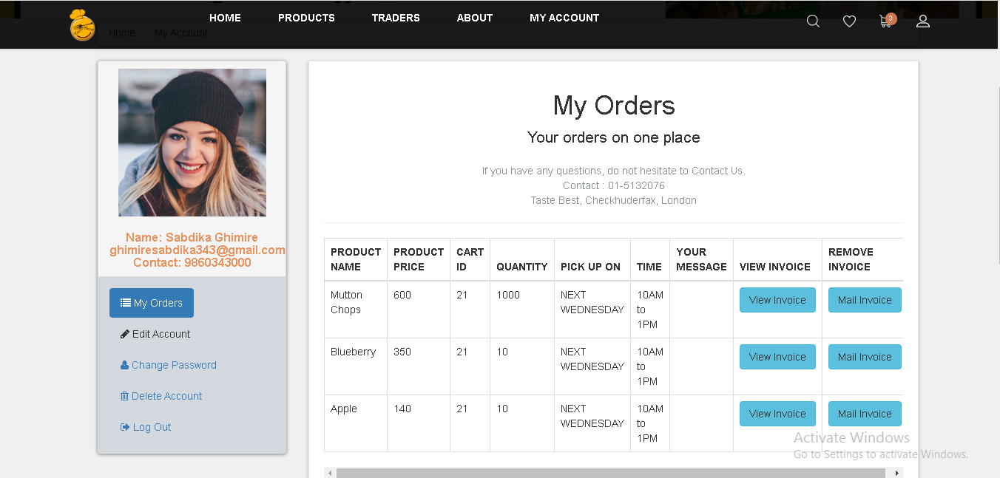 HOME PRODUCTS TRADERS ABOUT MY ACCOUNT
3
Home My Account
Name: Sabdika Ghimire
ghimiresabdika343@gmail.com
Contact: 9860343000
My Orders
Edit Account
Change Password
Delete Account
Log Out
My Orders
Your orders on one place
If you have any questions, do not hesitate to Contact Us.
Contact : 01-5132076
Taste Best, Checkhuderfax, London
PRODUCT NAME PRODUCT PRICE CART ID QUANTITY PICK UP ON TIME YOUR MESSAGE VIEW INVOICE REMOVE INVOICE
Mutton Chops 600 21 1000 NEXT WEDNESDAY 10AM to 1PM View Invoice Mail Invoice
Blueberry 350 21 10 NEXT WEDNESDAY 10AM to 1PM View Invoice Mail Invoice
Apple 140 21 10 NEXT WEDNESDAY 10AM to 1PM View Invoice Mail Invoice
Activate Windows
Go to Settings to activate Windows.